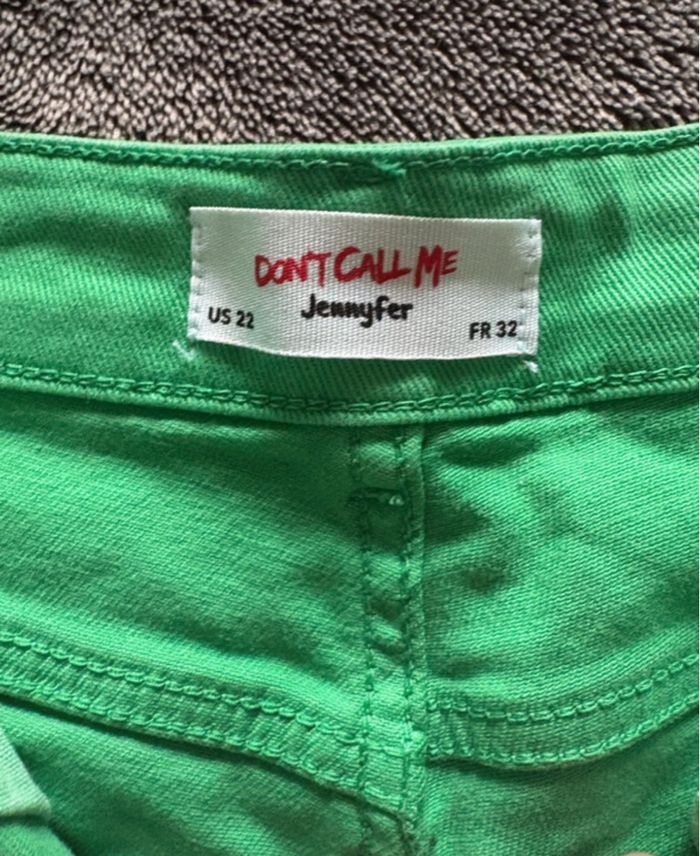 DON'T CALL ME
Jennyfer
US 22
FR 32